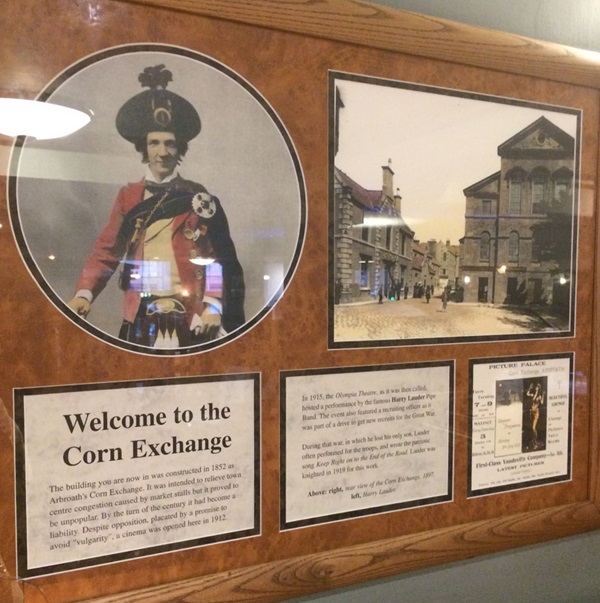 Welcome to the
Corn Exchange
The building you are now in was constructed in 1852 as
Arbroath's Corn Exchange. It was intended to relieve town
centre congestion caused by market stalls but it proved to
be unpopular. By the turn of the century it had become a
liability. Despite opposition, placated by a promise to
avoid "vulgarity", a cinema was opened here in 1912.
In 1915, the Olympia Theatre, as it was then called,
hosted a performance by the famous Harry Lauder Pipe
Band. The event also featured a recruiting officer as it
was part of a drive to get new recruits for the Great War.
During that war, in which he lost his only son, Lauder
often performed for the troops, and wrote the patriotic
song Keep Right on to the End of the Road. Lauder was
knighted in 1919 for this work.
Above: right, rear view of the Corn Exchange, 1897
left, Harry Lauder
PICTURE PALACE
Corn Exchange
7 9
3
First-Class Vaudeville Company
LATEST PICTURES